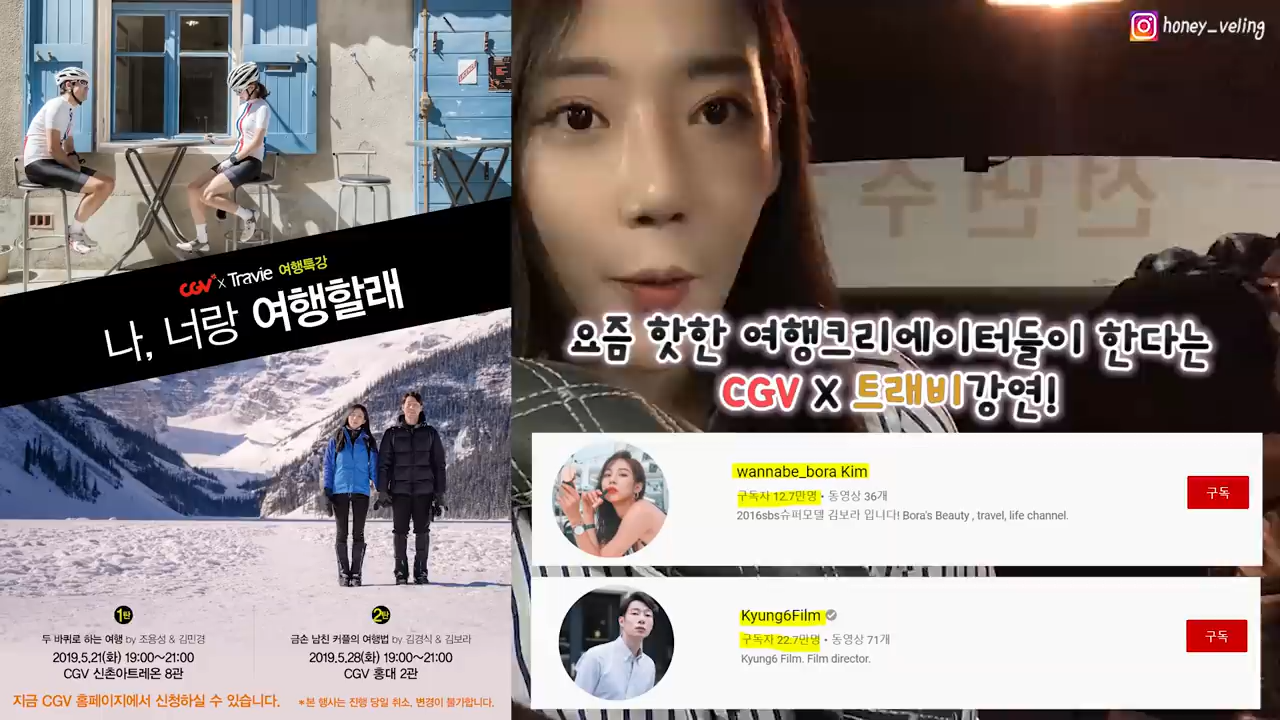 CGV X Travie 여행특강
나, 너랑 여행할래
1탄
두 바퀴로 하는 여행 by 조용성 & 김민경
2019.5.21(화) 19:00~21:00
CGV 신촌아트레온 8관
2탄
금손 남친 커플의 여행법 by 김경식 & 김보라
2019.5.28(화) 19:00~21:00
CGV 홍대 2관
지금 CGV 홈페이지에서 신청하실 수 있습니다.
*본 행사는 진행 당일 취소, 변경이 불가합니다.
honey_veling
요즘 핫한 여행크리에이터들이 한다는
CGV X 트래비강연!
wannabe_bora Kim
구독자 12.7만명 • 동영상 36개
2016sbs슈퍼모델 김보라 입니다! Bora's Beauty , travel, life channel.
구독
Kyung6Film
구독자 22.7만명 • 동영상 71개
Kyung6 Film. Film director.
구독